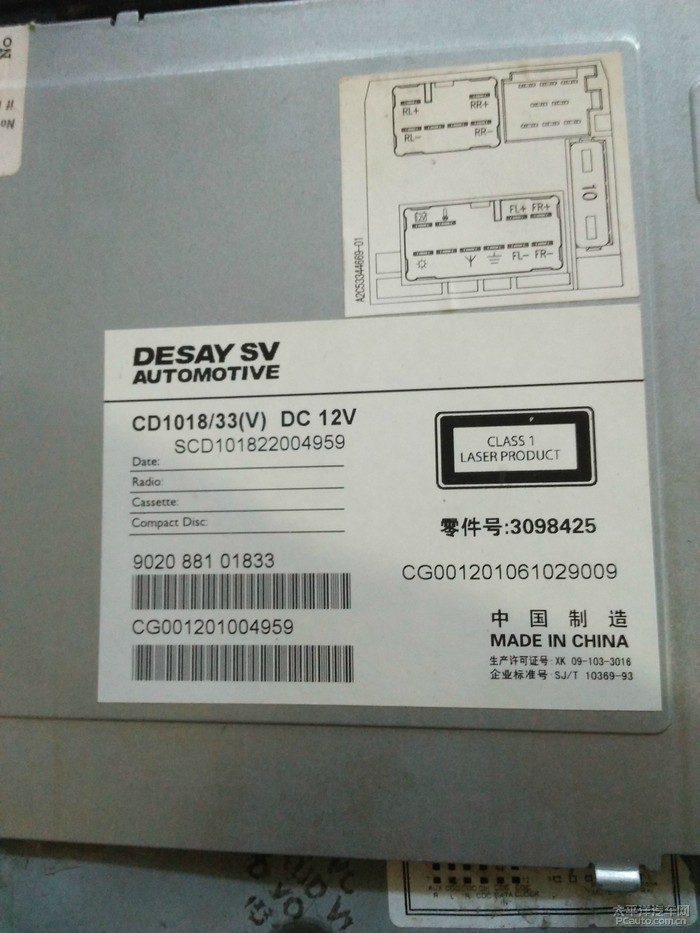 No
RL+
RR+
RL-
RR-
10
FL+ FR+
FL- FR-
A2C53344669-01
DESAY SV
AUTOMOTIVE
CD1018/33(V) DC 12V
SCD101822004959
Date:
Radio:
Cassette:
Compact Disc:
CLASS 1
LASER PRODUCT
零件号:3098425
9020 881 01833
CG001201061029009
CG001201004959
中国制造
MADE IN CHINA
生产许可证号: XK 09-103-3016
企业标准号 SJ/T 10369-93
太平洋汽车网
PCauto.com.cn